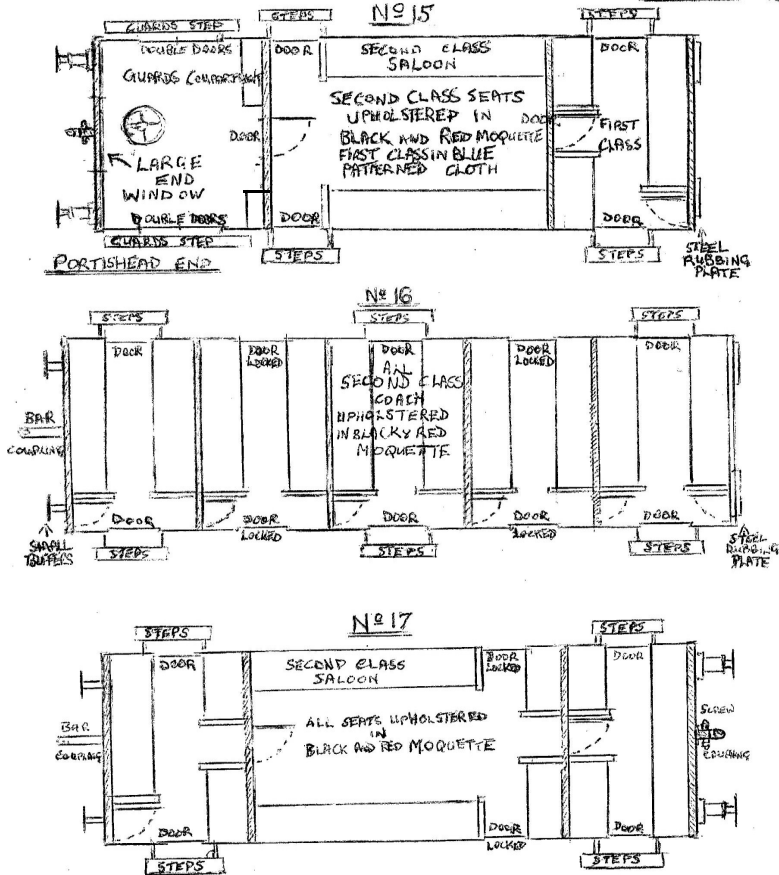 Nº 15
GUARDS STEP
STEPS
STEPS
DOUBLE DOORS
DOOR
SECOND CLASS
SALOON
DOOR
GUARDS COMPARTMENT
SECOND CLASS SEATS
UPHOLSTERED IN
BLACK AND RED MOQUETTE
FIRST CLASS IN BLUE
PATTERNED CLOTH
DOOR
DOOR
FIRST
CLASS
LARGE
END
WINDOW
DOUBLE DOORS
DOOR
DOOR
GUARDS STEP
STEPS
STEPS
PORTISHEAD END
STEEL
RUBBING
PLATE
Nº 16
STEPS
STEPS
STEPS
DOOR
DOOR
LOCKED
DOOR
DOOR
LOCKED
DOOR
ALL
SECOND CLASS
COACH
UPHOLSTERED
IN BLACK & RED
MOQUETTE
BAR
COUPLING
DOOR
DOOR
LOCKED
DOOR
DOOR
LOCKED
DOOR
SMALL
BUFFERS
STEPS
STEPS
STEPS
STEEL
RUBBING
PLATE
Nº 17
STEPS
STEPS
DOOR
SECOND CLASS
SALOON
DOOR
LOCKED
DOOR
BAR
COUPLING
ALL SEATS UPHOLSTERED
IN
BLACK AND RED MOQUETTE
SCREW
COUPLING
DOOR
DOOR
LOCKED
DOOR
STEPS
STEPS